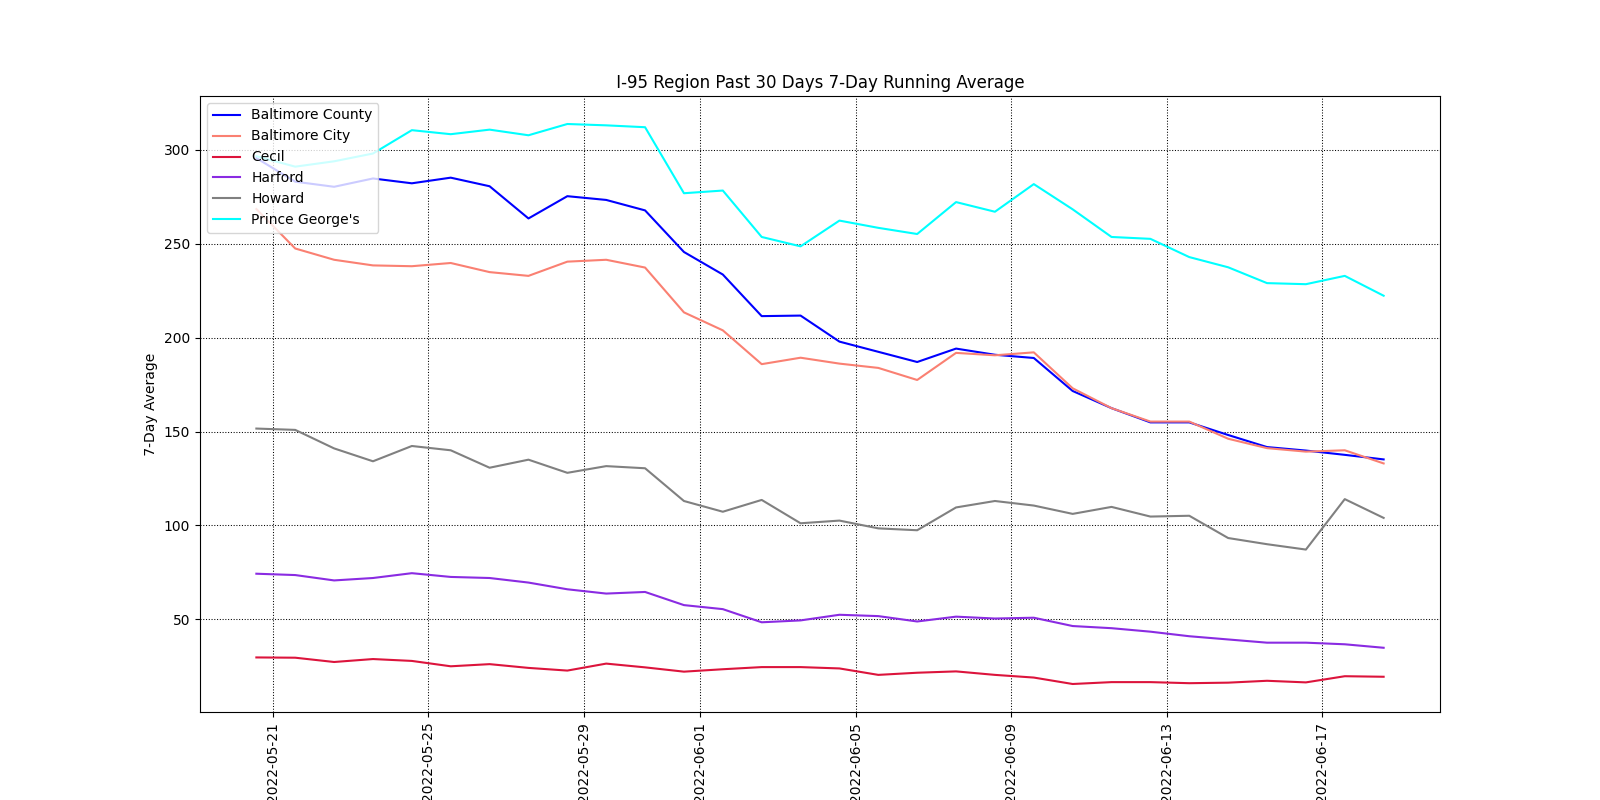 I-95 Region Past 30 Days 7-Day Running Average
Baltimore County
Baltimore City
Cecil
Harford
Howard
Prince George's
300
250
200
150
100
50
7-Day Average
2022-05-21
2022-05-25
2022-05-29
2022-06-01
2022-06-05
2022-06-09
2022-06-13
2022-06-17